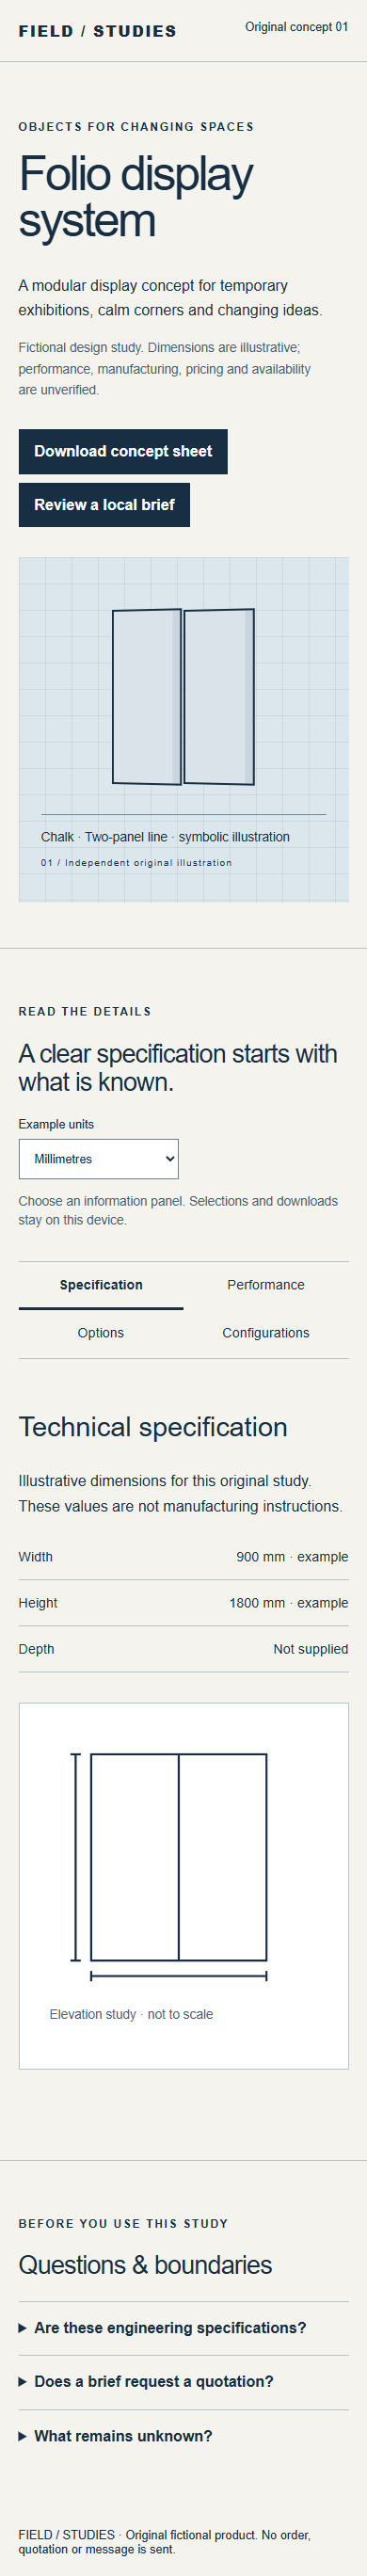 FIELD / STUDIES
Original concept 01
OBJECTS FOR CHANGING SPACES
Folio display
system
A modular display concept for temporary
exhibitions, calm corners and changing ideas.
Fictional design study. Dimensions are illustrative;
performance, manufacturing, pricing and availability
are unverified.
Download concept sheet
Review a local brief
Chalk · Two-panel line · symbolic illustration
01 / Independent original illustration
READ THE DETAILS
A clear specification starts with
what is known.
Example units
Millimetres
Choose an information panel. Selections and downloads
stay on this device.
Specification
Performance
Options
Configurations
Technical specification
Illustrative dimensions for this original study.
These values are not manufacturing instructions.
Width
900 mm · example
Height
1800 mm · example
Depth
Not supplied
Elevation study · not to scale
BEFORE YOU USE THIS STUDY
Questions & boundaries
Are these engineering specifications?
Does a brief request a quotation?
What remains unknown?
FIELD / STUDIES · Original fictional product. No order,
quotation or message is sent.